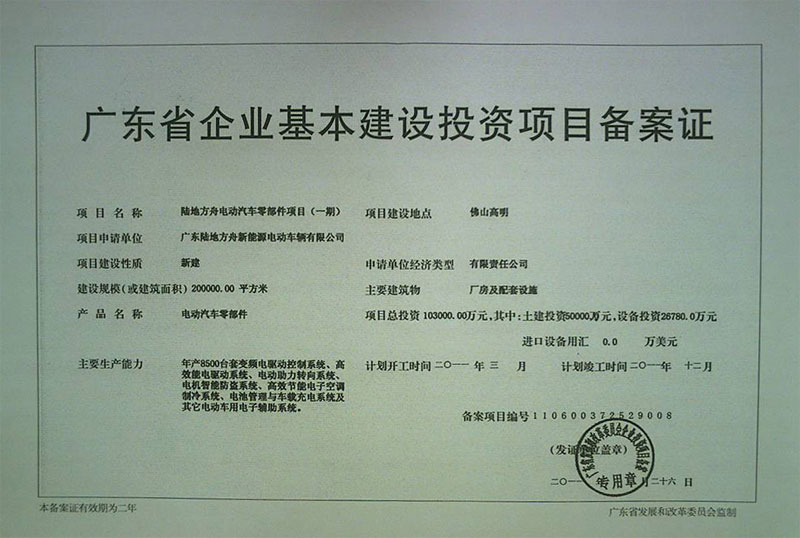 广东省企业基本建设投资项目备案证
项目名称 陆地方舟电动汽车零部件项目（一期） 项目建设地点 佛山高明
项目申请单位 广东陆地方舟新能源电动车辆有限公司
项目建设性质 新建 申请单位经济类型 有限责任公司
建设规模(或建筑面积) 200000.00 平方米 主要建筑物 厂房及配套设施
产品名称 电动汽车零部件 项目总投资 103000.00万元,其中:土建投资50000万元,设备投资26780.0万元
进口设备用汇 0.0 万美元
主要生产能力 年产8500台套变频电驱动控制系统、高
效能电驱动系统、电动助力转向系统、
电机智能防盗系统、高效节能电子空调
制冷系统、电池管理与车载充电系统及
其它电动车用电子辅助系统。
计划开工时间 二〇一一 年 三 月 计划竣工时间 二〇一一 年 十二月
备案项目编号 110600372529008
(发证单位盖章)
专用章
二〇一 月二十六日
本备案证有效期为二年 广东省发展和改革委员会监制